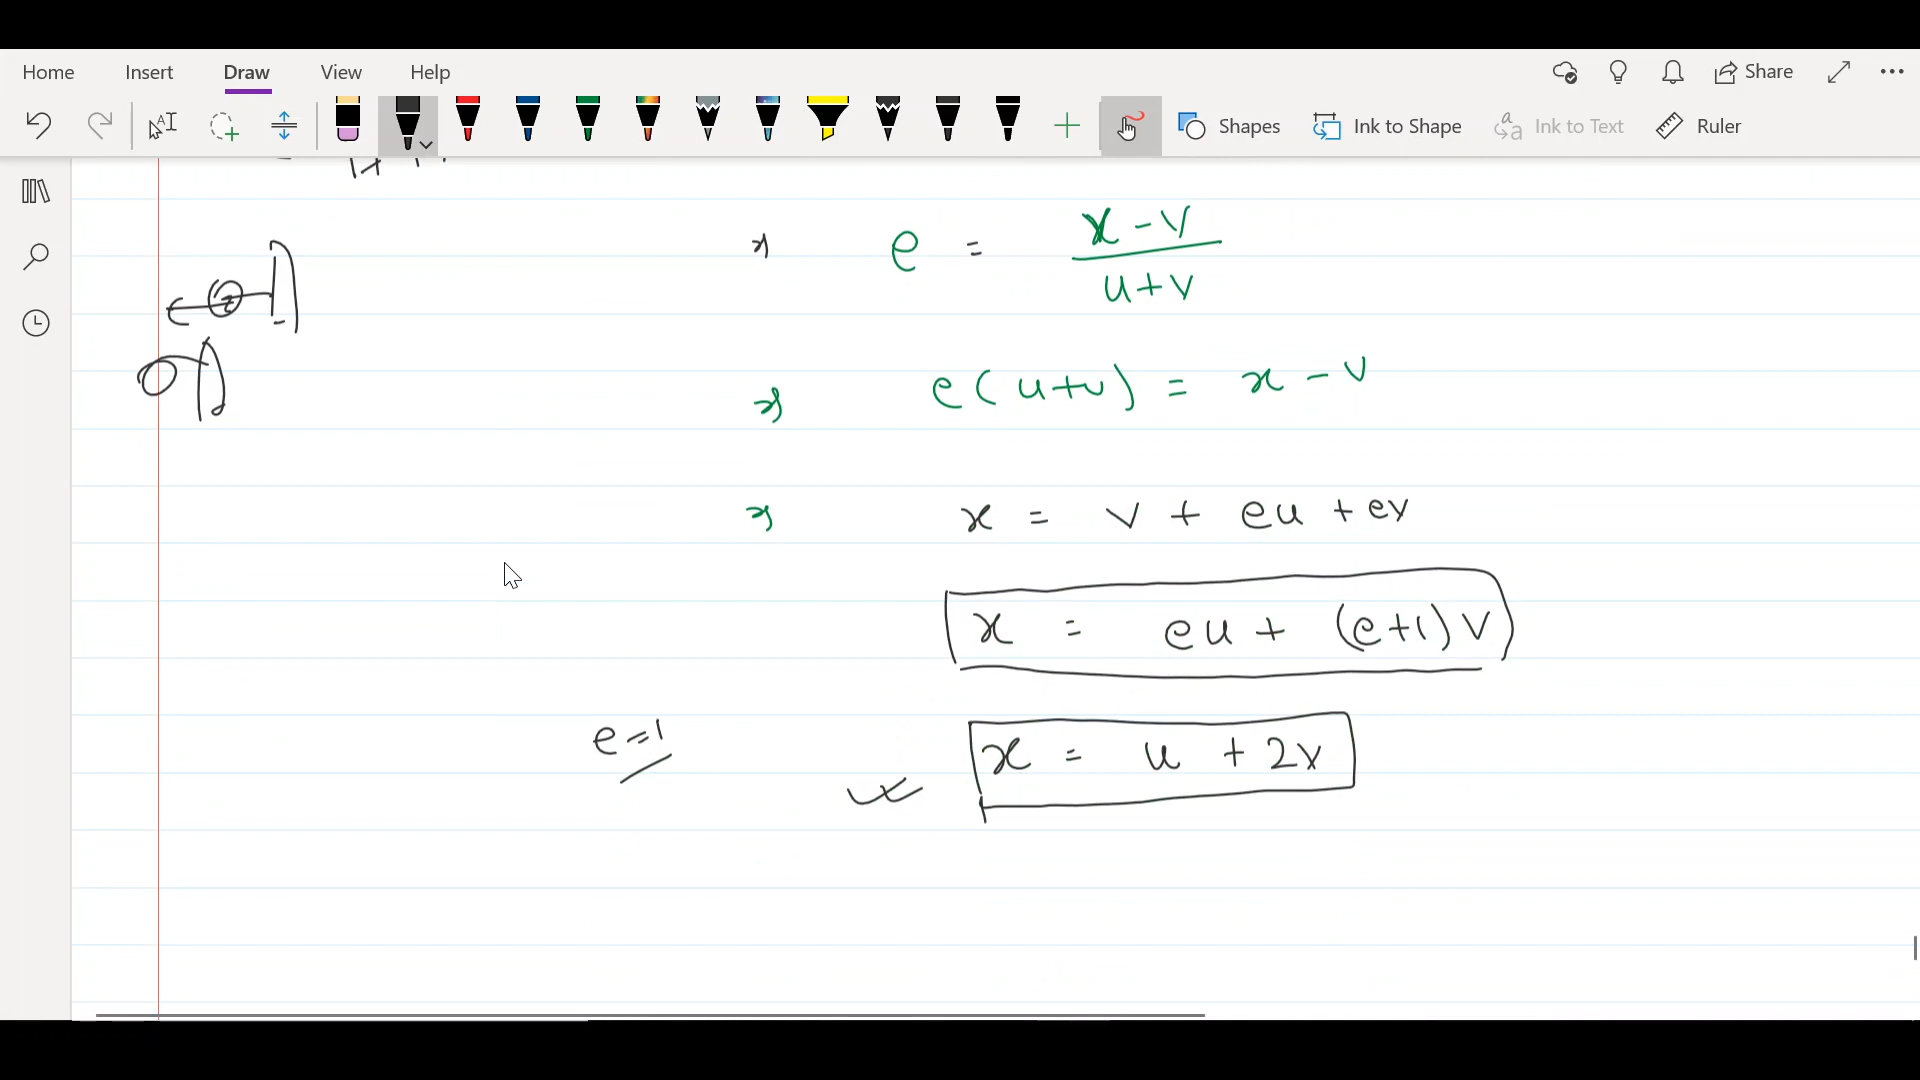 Home Insert Draw View Help Share
Shapes Ink to Shape Ink to Text Ruler
e = x - v / u + v
e(u+v) = x - v
x = v + eu + ev
x = eu + (e+1)v
e = 1
x = u + 2v